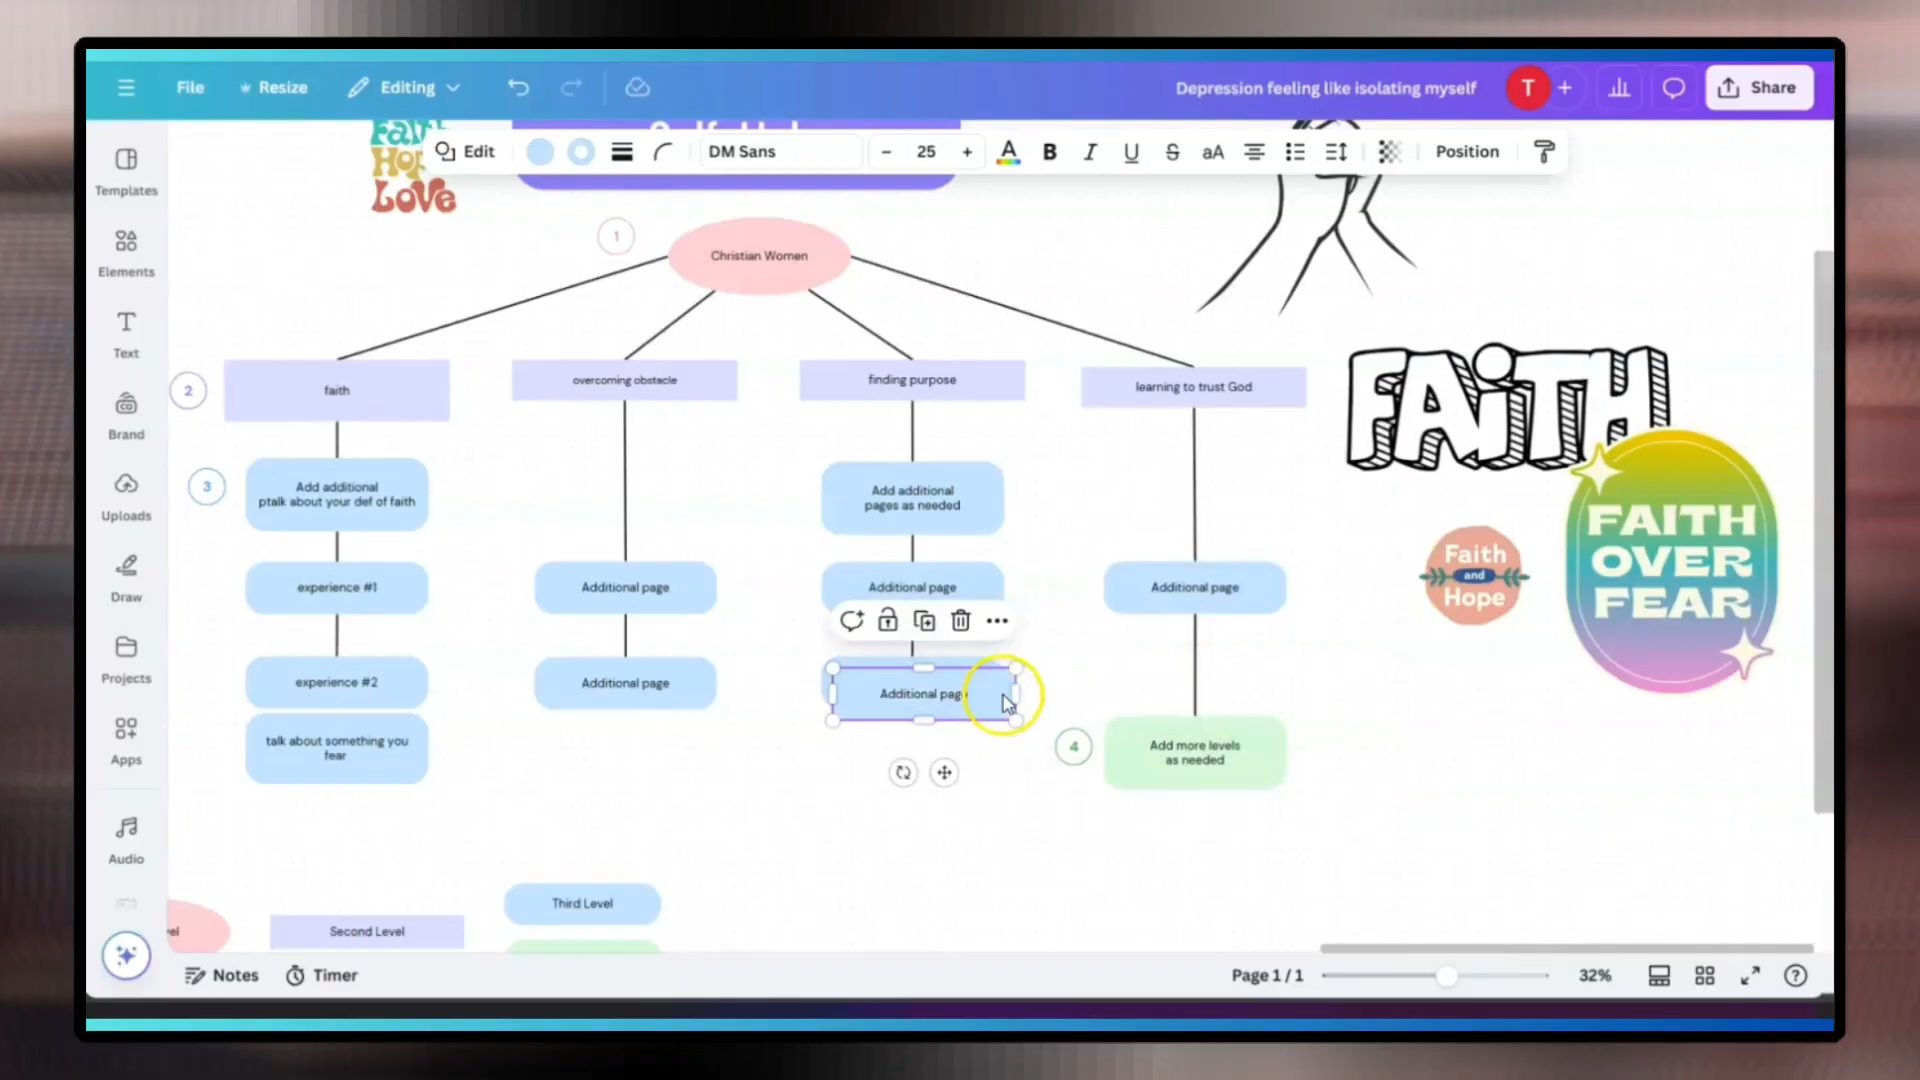 File
Resize
Editing
Depression feeling like isolating myself
T
Share
Templates
Elements
Text
Brand
Uploads
Draw
Projects
Apps
Audio
Edit
DM Sans
25
A
B
I
U
S
aA
Position
Faith
Hope
Love
1
Christian Women
2
faith
overcoming obstacle
finding purpose
learning to trust God
3
Add additional
ptalk about your def of faith
Add additional
pages as needed
experience #1
Additional page
Additional page
Additional page
experience #2
Additional page
Additional page
talk about something you
fear
4
Add more levels
as needed
FAiTH
FAITH
OVER
FEAR
Faith
and
Hope
Third Level
Second Level
Notes
Timer
Page 1 / 1
32%